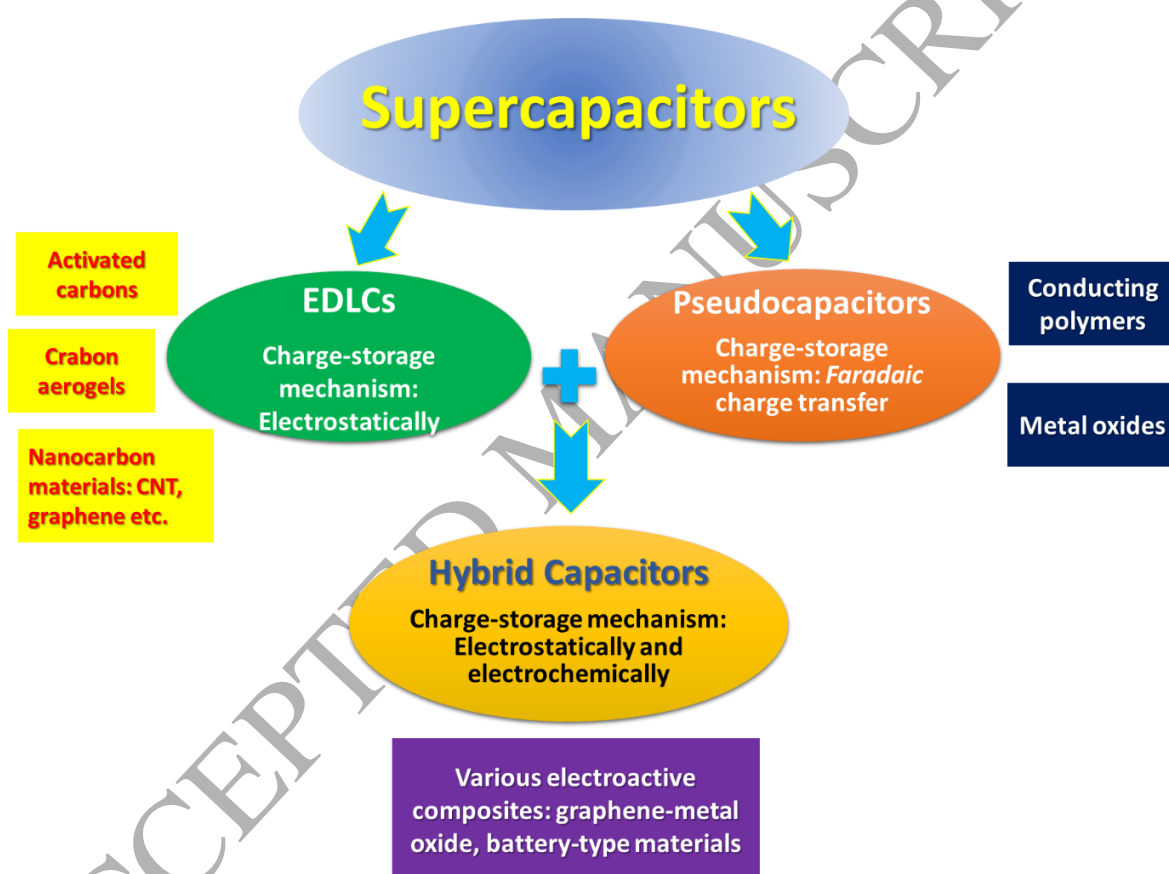 Supercapacitors
Activated
carbons
Crabon
aerogels
Nanocarbon
materials: CNT,
graphene etc.
EDLCs
Charge-storage
mechanism:
Electrostatically
Pseudocapacitors
Charge-storage
mechanism: Faradaic
charge transfer
Conducting
polymers
Metal oxides
Hybrid Capacitors
Charge-storage mechanism:
Electrostatically and
electrochemically
Various electroactive
composites: graphene-metal
oxide, battery-type materials
CCEPTED MANUSCRI